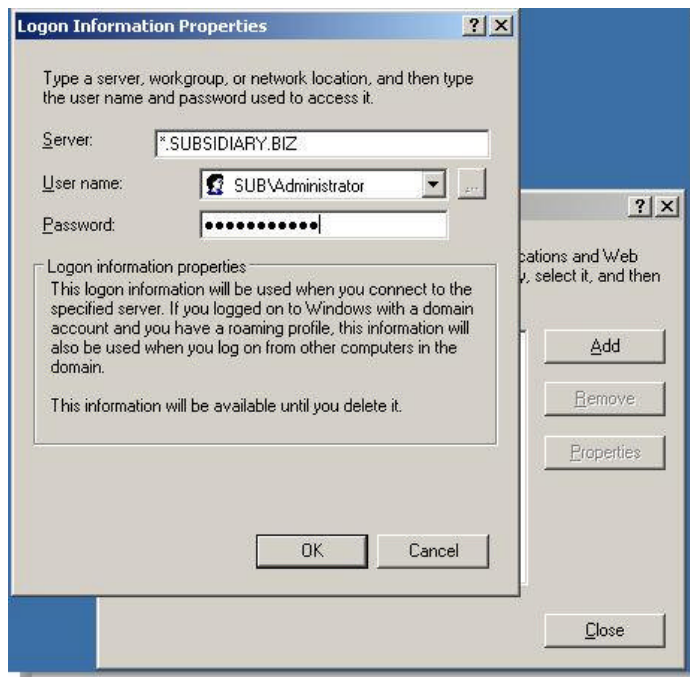 Logon Information Properties
Type a server, workgroup, or network location, and then type
the user name and password used to access it.
Server:
*.SUBSIDIARY.BIZ
User name:
SUB\Administrator
...
Password:
●●●●●●●●●●●
Logon information properties
This logon information will be used when you connect to the
specified server. If you logged on to Windows with a domain
account and you have a roaming profile, this information will
also be used when you log on from other computers in the
domain.
This information will be available until you delete it.
OK
Cancel
cations and Web
y, select it, and then
Add
Remove
Properties
Close